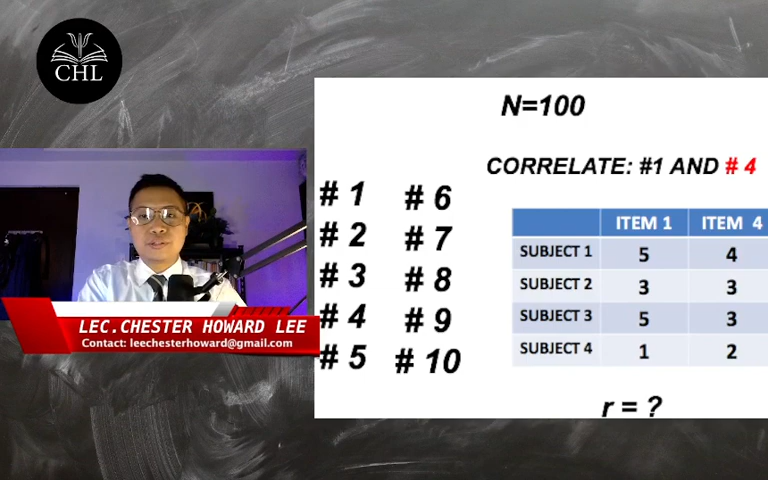 CHL
LEC.CHESTER HOWARD LEE
Contact: leechesterhoward@gmail.com
N=100
CORRELATE: #1 AND # 4
# 1 # 6
# 2 # 7
# 3 # 8
# 4 # 9
# 5 # 10
ITEM 1 ITEM 4
SUBJECT 1 5 4
SUBJECT 2 3 3
SUBJECT 3 5 3
SUBJECT 4 1 2
r = ?